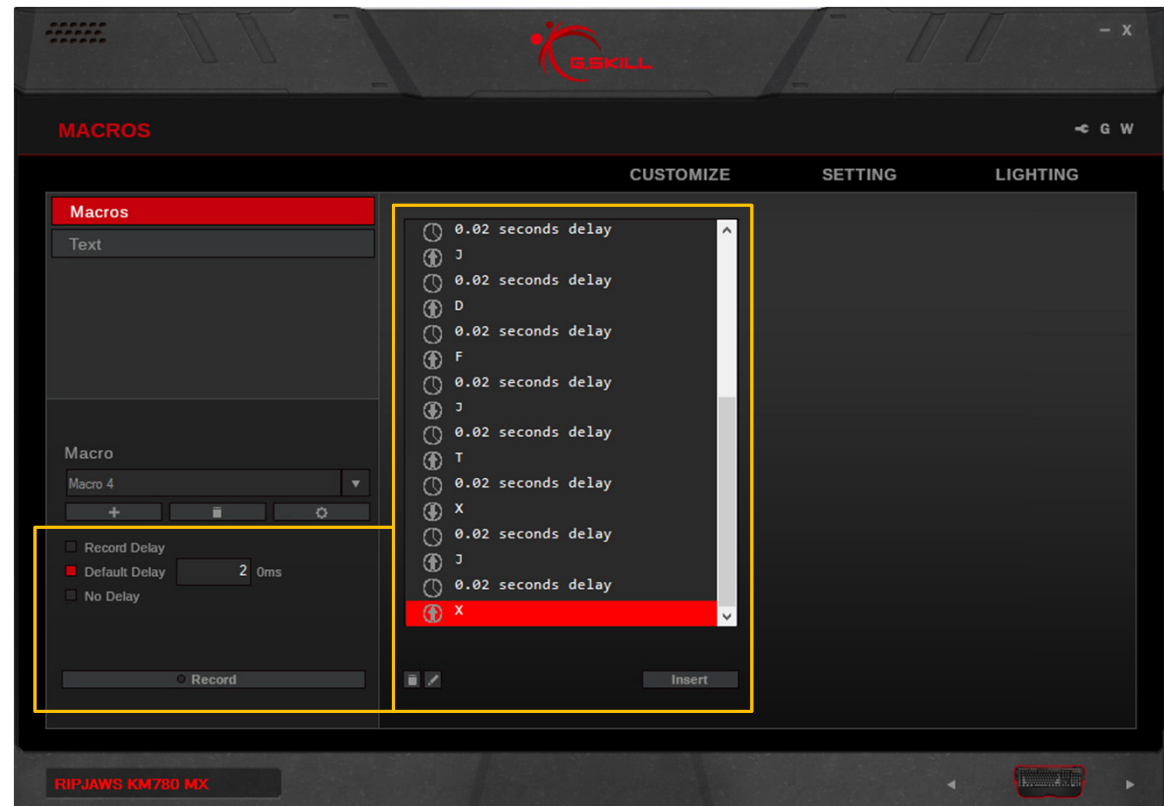 G.SKILL
– X
MACROS
G W
CUSTOMIZE SETTING LIGHTING
Macros
Text
Macro
Macro 4
Record Delay
Default Delay 2 0ms
No Delay
Record
0.02 seconds delay
J
0.02 seconds delay
D
0.02 seconds delay
F
0.02 seconds delay
J
0.02 seconds delay
T
0.02 seconds delay
X
0.02 seconds delay
J
0.02 seconds delay
X
Insert
RIPJAWS KM780 MX